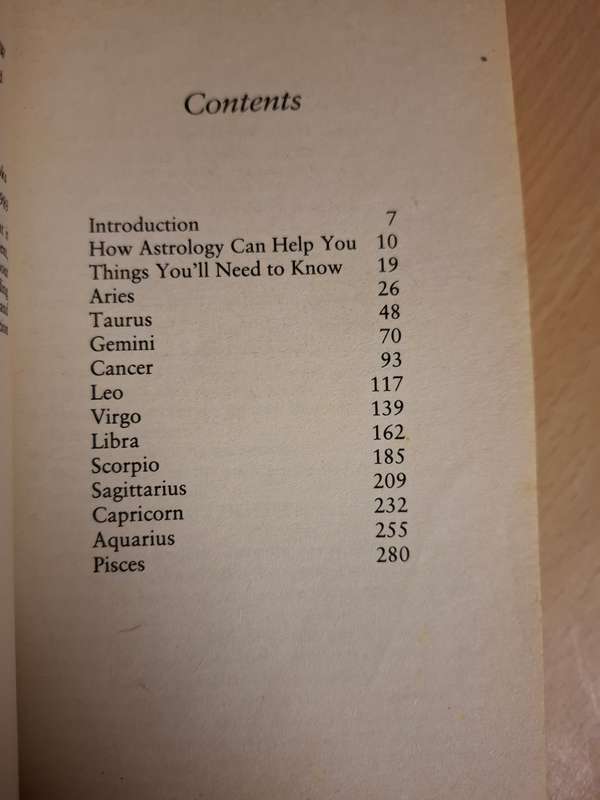 Contents
Introduction 7
How Astrology Can Help You 10
Things You'll Need to Know 19
Aries 26
Taurus 48
Gemini 70
Cancer 93
Leo 117
Virgo 139
Libra 162
Scorpio 185
Sagittarius 209
Capricorn 232
Aquarius 255
Pisces 280